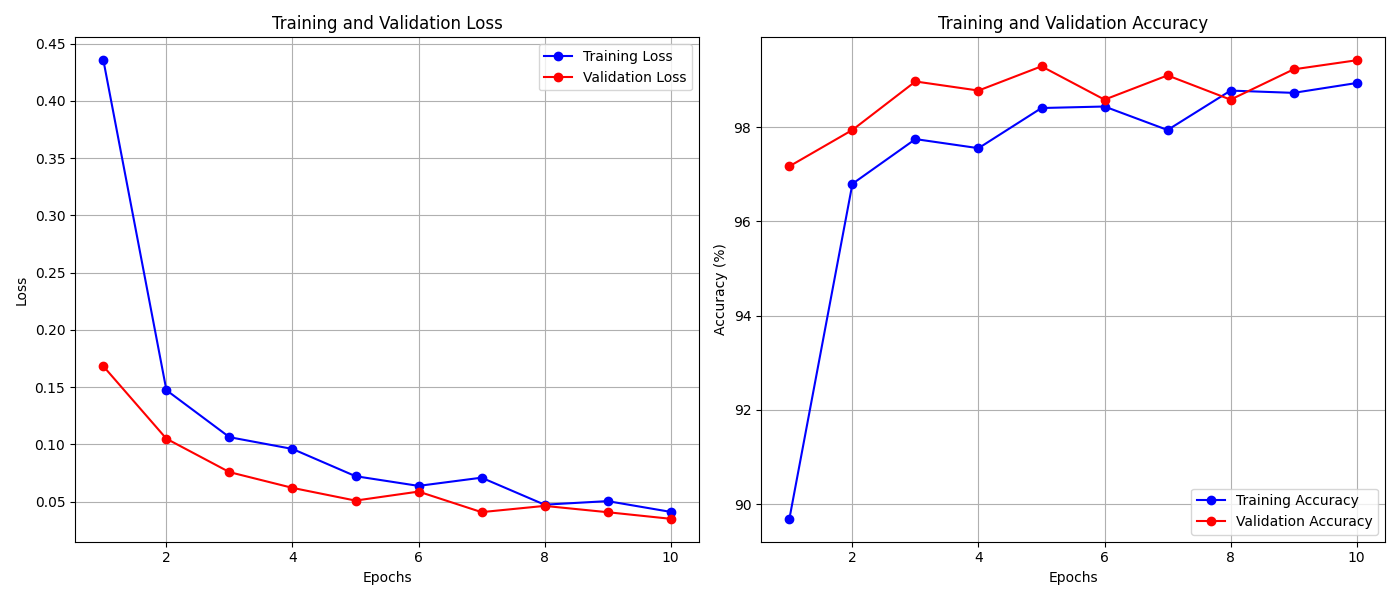 Training and Validation Loss
Training Loss
Validation Loss
0.45
0.40
0.35
0.30
0.25
0.20
0.15
0.10
0.05
Loss
2 4 6 8 10
Epochs
Training and Validation Accuracy
98
96
94
92
90
Accuracy (%)
Training Accuracy
Validation Accuracy
2 4 6 8 10
Epochs